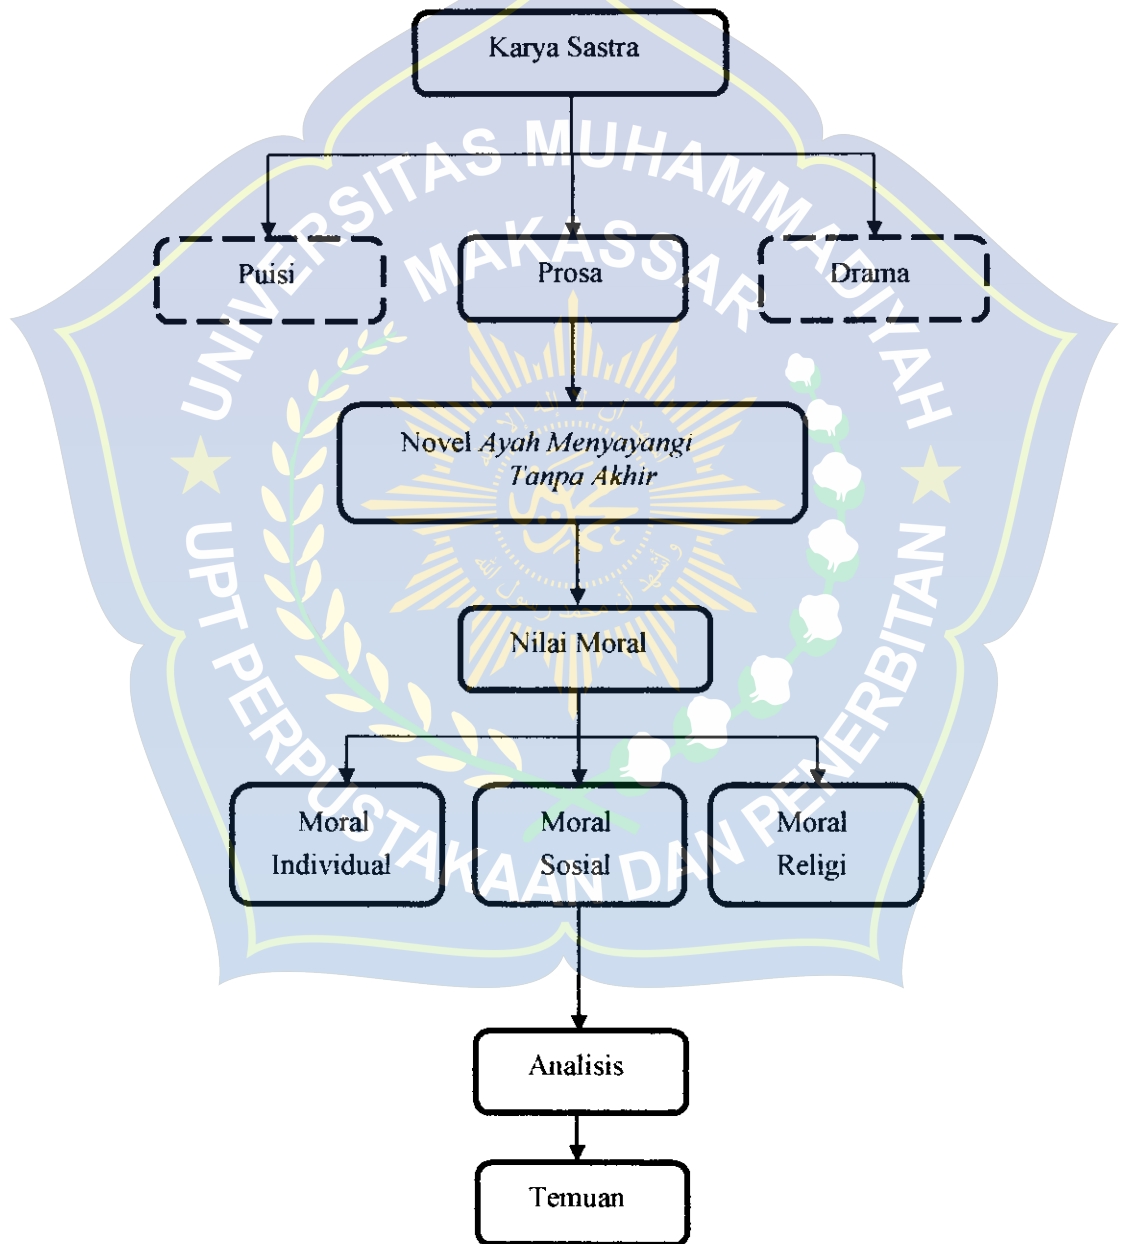 Karya Sastra
UNIVERSITAS MUHAMMADIYAH
MAKASSAR
Puisi
Prosa
Drama
Novel Ayah Menyayangi
Tanpa Akhir
Nilai Moral
Moral
Individual
Moral
Sosial
Moral
Religi
UPT PERPUSTAKAAN DAN PENERBITAN
Analisis
Temuan